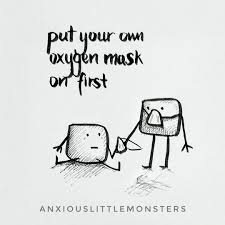 put your own
oxygen mask
on first
ANXIOUSLITTLEMONSTERS